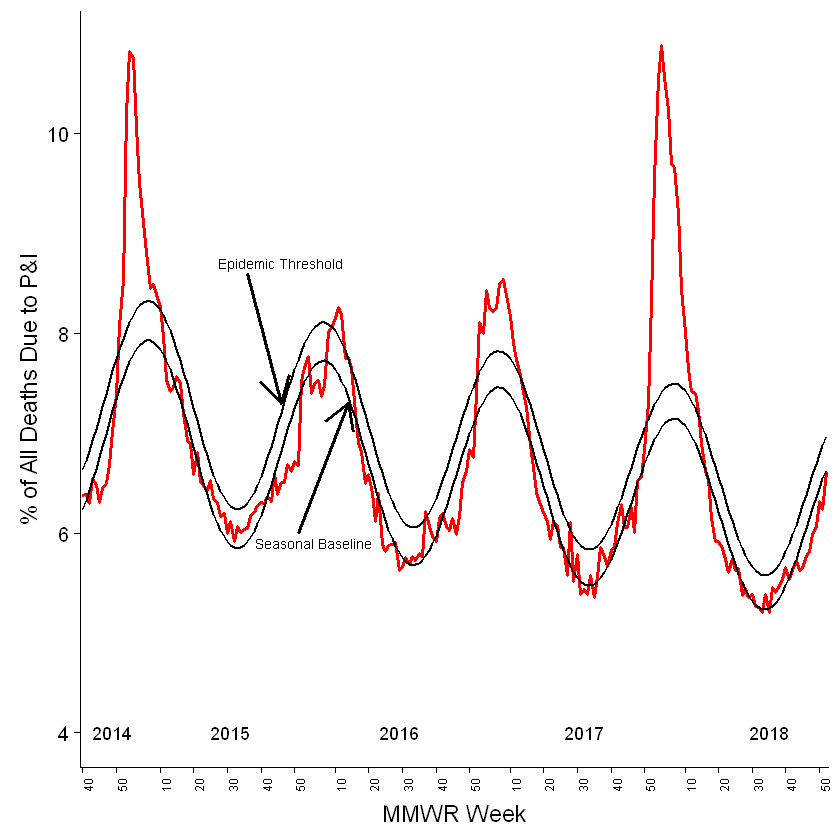 % of All Deaths Due to P&I
10
8
6
4
Epidemic Threshold
Seasonal Baseline
2014 2015 2016 2017 2018
40 50 10 20 30 40 50 10 20 30 40 50 10 20 30 40 50 10 20 30 40 50
MMWR Week